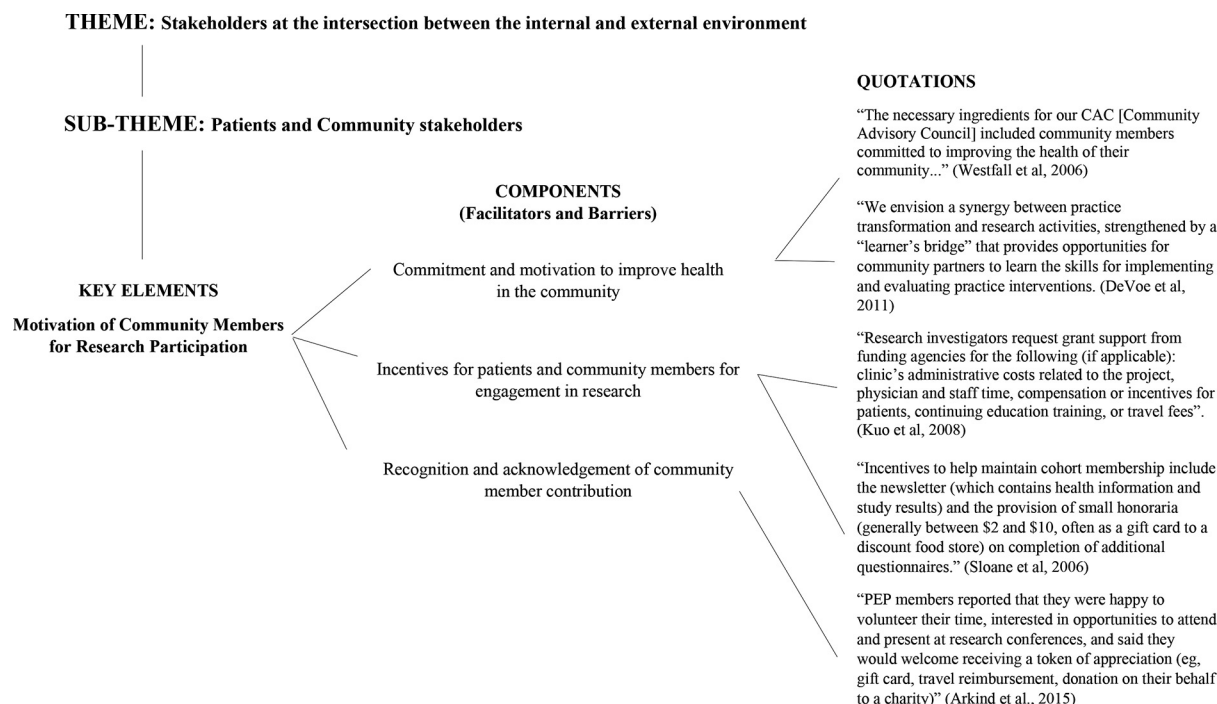 THEME: Stakeholders at the intersection between the internal and external environment
SUB-THEME: Patients and Community stakeholders
KEY ELEMENTS
Motivation of Community Members
for Research Participation
COMPONENTS
(Facilitators and Barriers)
Commitment and motivation to improve health
in the community
Incentives for patients and community members for
engagement in research
Recognition and acknowledgement of community
member contribution
QUOTATIONS
“The necessary ingredients for our CAC [Community
Advisory Council] included community members
committed to improving the health of their
community...” (Westfall et al, 2006)
“We envision a synergy between practice
transformation and research activities, strengthened by a
“learner’s bridge” that provides opportunities for
community partners to learn the skills for implementing
and evaluating practice interventions. (DeVoe et al,
2011)
“Research investigators request grant support from
funding agencies for the following (if applicable):
clinic’s administrative costs related to the project,
physician and staff time, compensation or incentives for
patients, continuing education training, or travel fees”.
(Kuo et al, 2008)
“Incentives to help maintain cohort membership include
the newsletter (which contains health information and
study results) and the provision of small honoraria
(generally between $2 and $10, often as a gift card to a
discount food store) on completion of additional
questionnaires.” (Sloane et al, 2006)
“PEP members reported that they were happy to
volunteer their time, interested in opportunities to attend
and present at research conferences, and said they
would welcome receiving a token of appreciation (eg,
gift card, travel reimbursement, donation on their behalf
to a charity)” (Arkind et al., 2015)